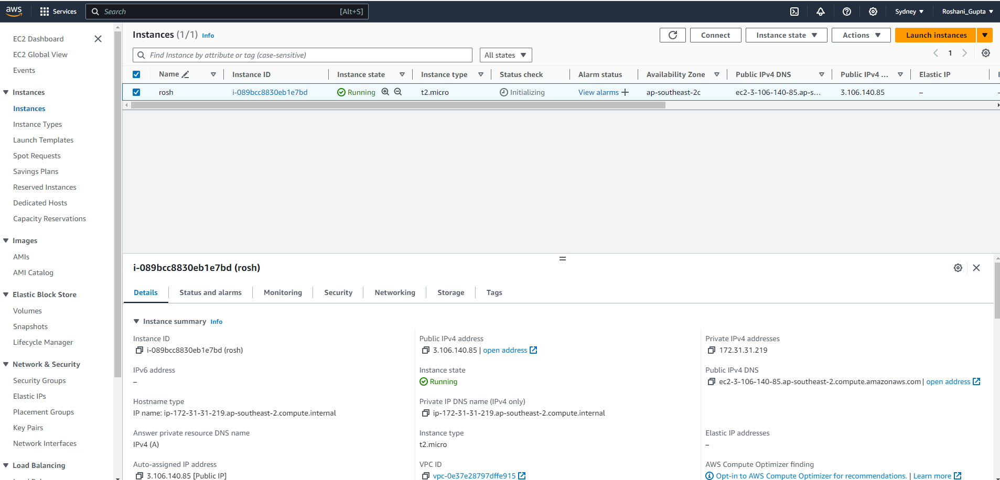 aws Services Search [Alt+S] Sydney Roshani_Gupta
EC2 Dashboard
EC2 Global View
Events
Instances
Instances
Instance Types
Launch Templates
Spot Requests
Savings Plans
Reserved Instances
Dedicated Hosts
Capacity Reservations
Images
AMIs
AMI Catalog
Elastic Block Store
Volumes
Snapshots
Lifecycle Manager
Network & Security
Security Groups
Elastic IPs
Placement Groups
Key Pairs
Network Interfaces
Load Balancing
Instances (1/1) Info Connect Instance state Actions Launch instances
Find Instance by attribute or tag (case-sensitive) All states 1
Name Instance ID Instance state Instance type Status check Alarm status Availability Zone Public IPv4 DNS Public IPv4 ... Elastic IP
rosh i-089bcc8830eb1e7bd Running t2.micro Initializing View alarms ap-southeast-2c ec2-3-106-140-85.ap-s... 3.106.140.85 –
i-089bcc8830eb1e7bd (rosh)
Details Status and alarms Monitoring Security Networking Storage Tags
Instance summary Info
Instance ID Public IPv4 address Private IPv4 addresses
i-089bcc8830eb1e7bd (rosh) 3.106.140.85 | open address 172.31.31.219
IPv6 address Instance state Public IPv4 DNS
– Running ec2-3-106-140-85.ap-southeast-2.compute.amazonaws.com | open address
Hostname type Private IP DNS name (IPv4 only)
IP name: ip-172-31-31-219.ap-southeast-2.compute.internal ip-172-31-31-219.ap-southeast-2.compute.internal
Answer private resource DNS name Instance type Elastic IP addresses
IPv4 (A) t2.micro –
Auto-assigned IP address VPC ID AWS Compute Optimizer finding
3.106.140.85 [Public IP] vpc-0e37e28797dffe915 Opt-in to AWS Compute Optimizer for recommendations. | Learn more